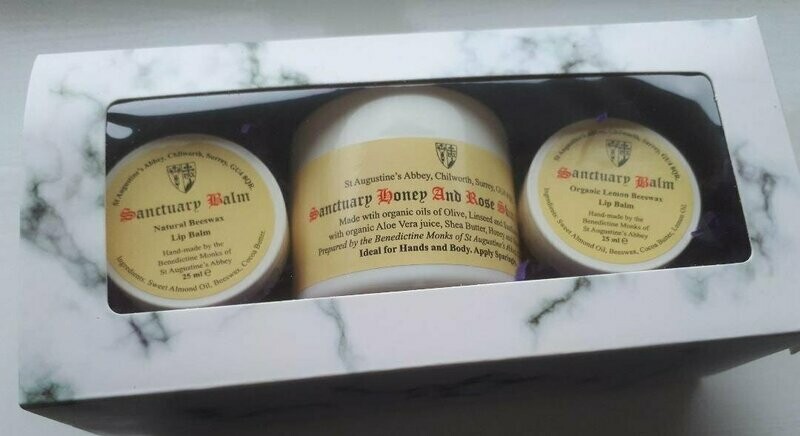 St Augustine's Abbey, Chilworth, Surrey, GU4 8QR.
Sanctuary Balm
Natural Beeswax
Lip Balm
Hand-made by the
Benedictine Monks of
St Augustine's Abbey
25 ml e
Ingredients: Sweet Almond Oil, Beeswax, Cocoa Butter.
St Augustine's Abbey, Chilworth, Surrey, GU4
Sanctuary Honey And Rose
Made wtih organic oils of Olive, Linseed and
with organic Aloe Vera juice, Shea Butter, Honey and
Prepared by the Benedictine Monks of St Augustine's
Ideal for Hands and Body. Apply Sparingly
St Augustine's Abbey, Chilworth, Surrey, GU4 8QR.
Sanctuary Balm
Organic Lemon Beeswax
Lip Balm
Hand-made by the
Benedictine Monks of
St Augustine's Abbey
25 ml e
Ingredients: Sweet Almond Oil, Beeswax, Cocoa Butter, Lemon Oil